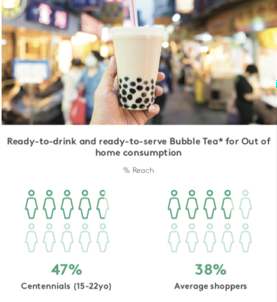 Ready-to-drink and ready-to-serve Bubble Tea* for Out of
home consumption
% Reach
47%
38%
Centennials (15-22yo)
Average shoppers